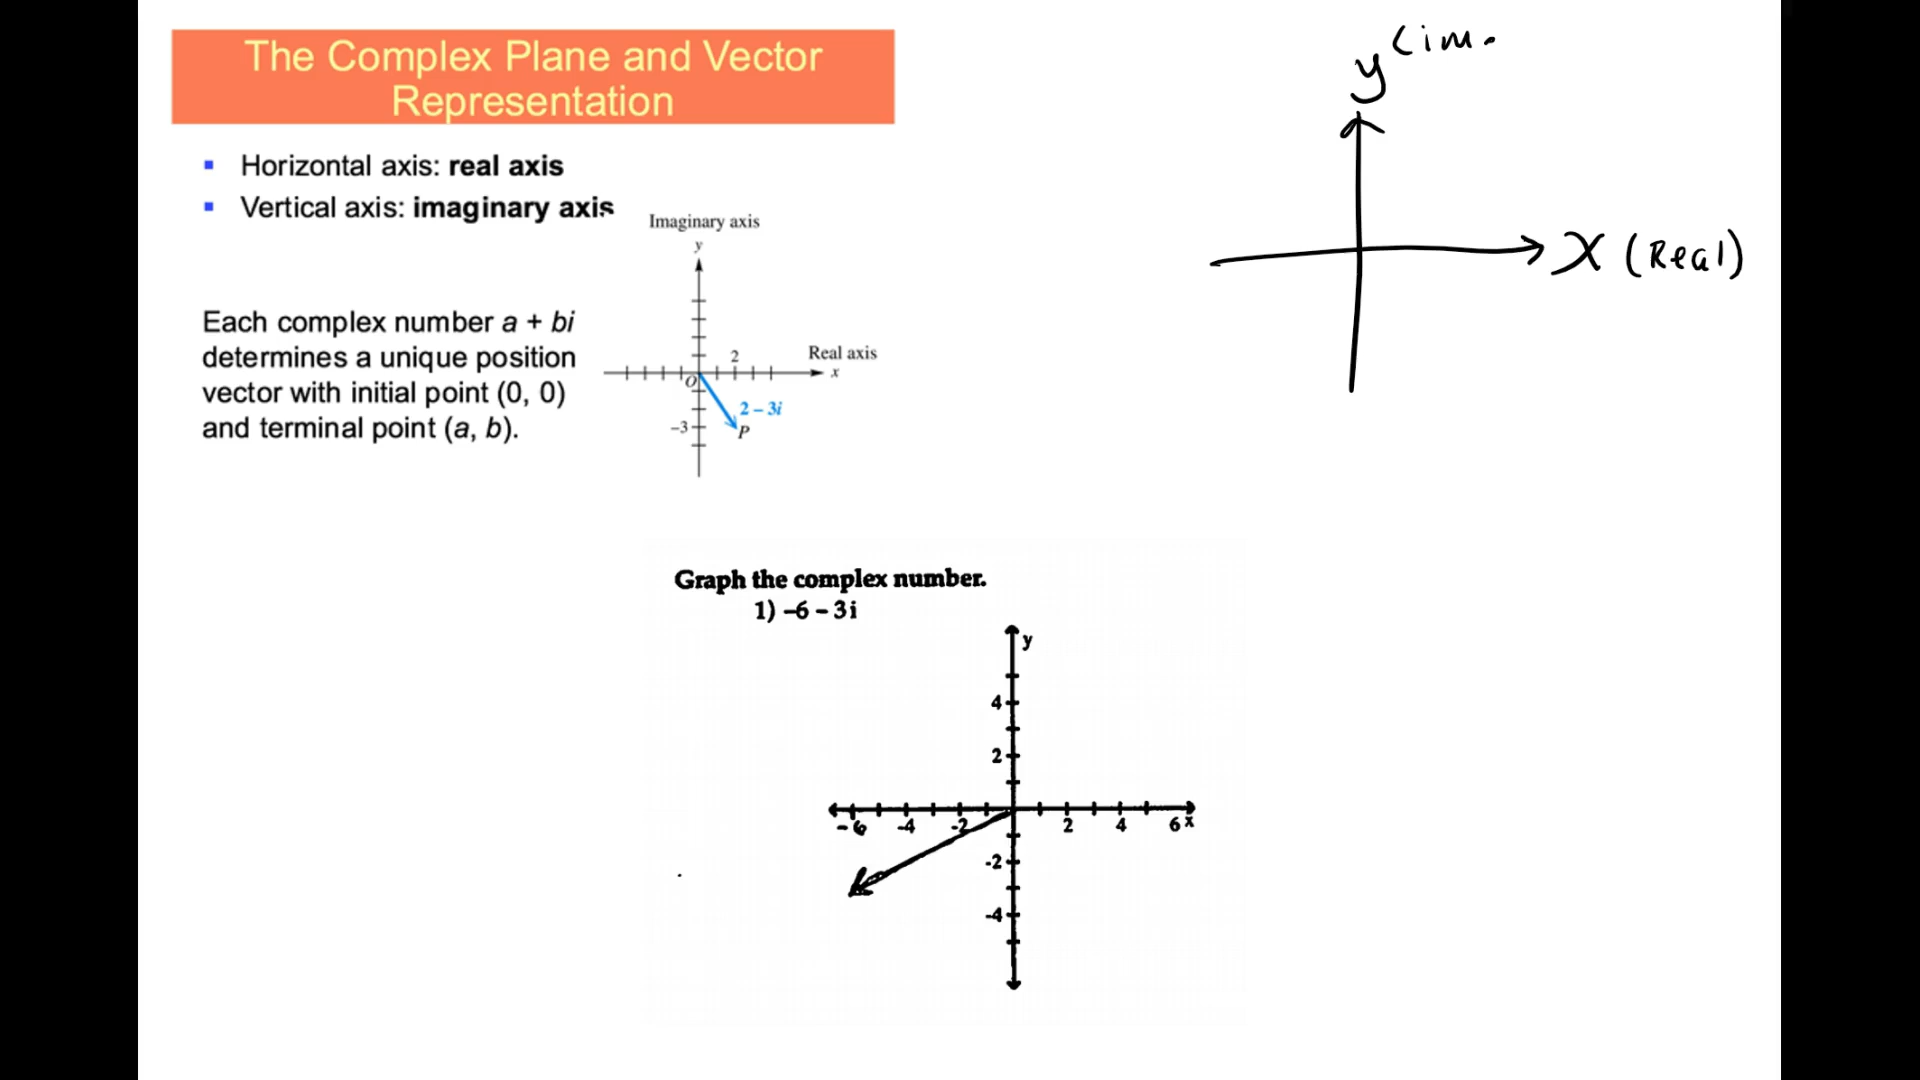 The Complex Plane and Vector
Representation
▪ Horizontal axis: real axis
▪ Vertical axis: imaginary axis
Each complex number a + bi
determines a unique position
vector with initial point (0, 0)
and terminal point (a, b).
Imaginary axis
y
2
Real axis
x
O
2 – 3i
–3
P
y (im.
X (Real)
Graph the complex number.
1) –6 – 3i
y
4
2
-6 -4 -2 2 4 6 x
-2
-4